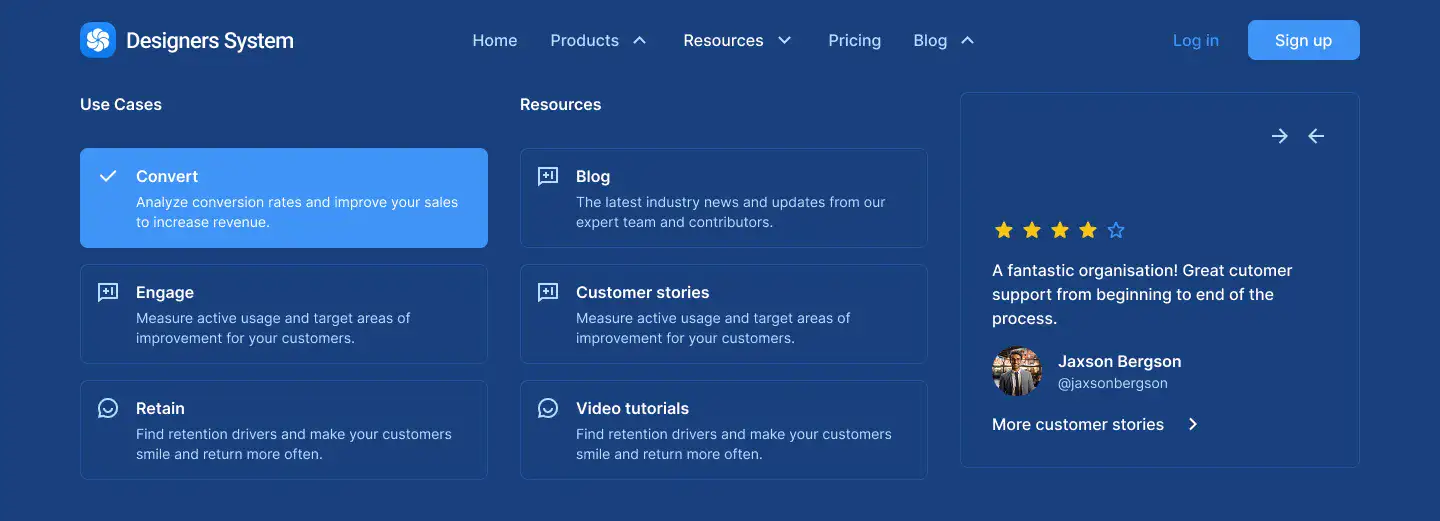 Designers System
Home
Products
Resources
Pricing
Blog
Log in
Sign up
Use Cases
Convert
Analyze conversion rates and improve your sales
to increase revenue.
Engage
Measure active usage and target areas of
improvement for your customers.
Retain
Find retention drivers and make your customers
smile and return more often.
Resources
Blog
The latest industry news and updates from our
expert team and contributors.
Customer stories
Measure active usage and target areas of
improvement for your customers.
Video tutorials
Find retention drivers and make your customers
smile and return more often.
A fantastic organisation! Great cutomer
support from beginning to end of the
process.
Jaxson Bergson
@jaxsonbergson
More customer stories